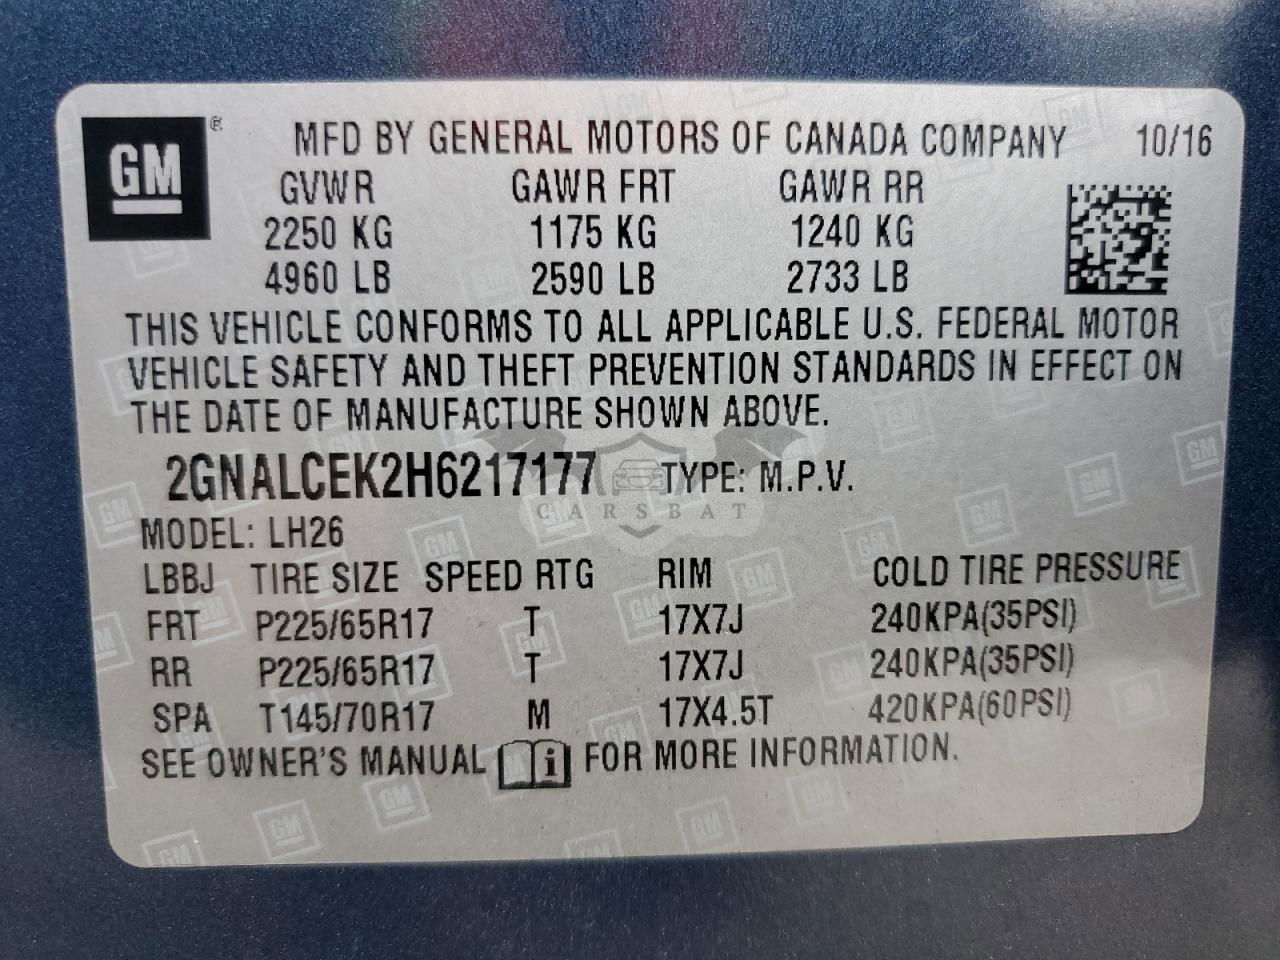 GM ® MFD BY GENERAL MOTORS OF CANADA COMPANY 10/16
GVWR GAWR FRT GAWR RR
2250 KG 1175 KG 1240 KG
4960 LB 2590 LB 2733 LB
THIS VEHICLE CONFORMS TO ALL APPLICABLE U.S. FEDERAL MOTOR
VEHICLE SAFETY AND THEFT PREVENTION STANDARDS IN EFFECT ON
THE DATE OF MANUFACTURE SHOWN ABOVE.
2GNALCEK2H6217177 TYPE: M.P.V.
CARSBAT
MODEL: LH26
LBBJ TIRE SIZE SPEED RTG RIM COLD TIRE PRESSURE
FRT P225/65R17 T 17X7J 240KPA(35PSI)
RR P225/65R17 T 17X7J 240KPA(35PSI)
SPA T145/70R17 M 17X4.5T 420KPA(60PSI)
SEE OWNER'S MANUAL i FOR MORE INFORMATION.